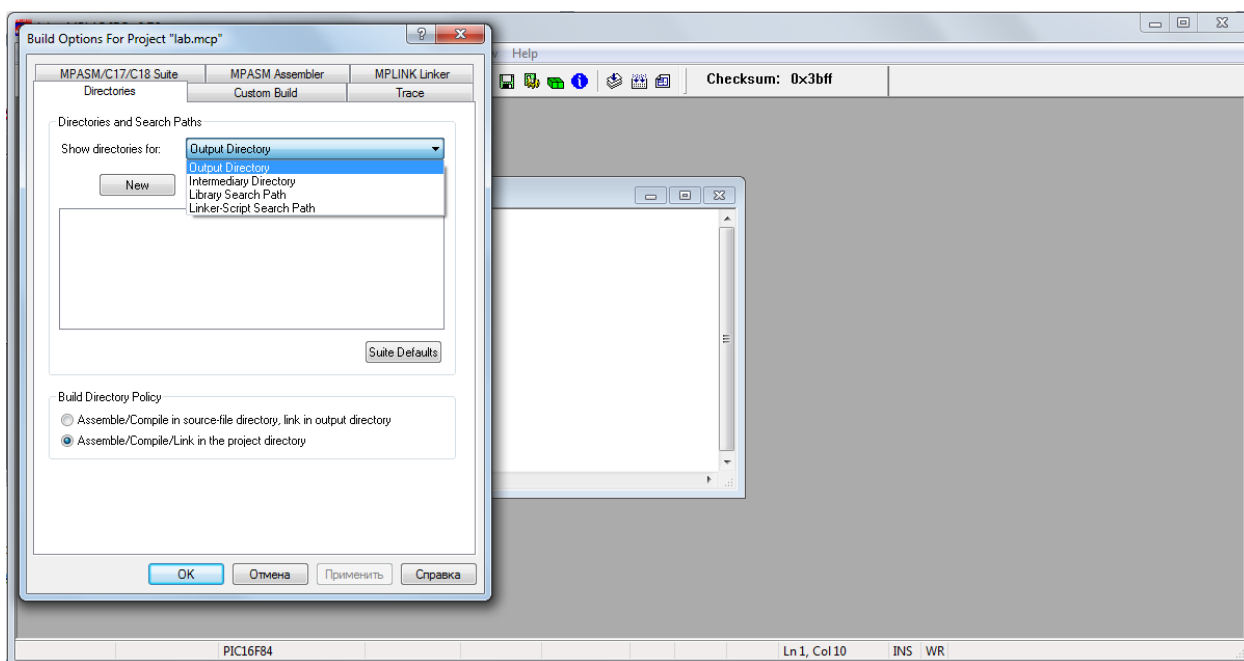 Build Options For Project "lab.mcp"
Help
Checksum: 0x3bff
MPASM/C17/C18 Suite
MPASM Assembler
MPLINK Linker
Directories
Custom Build
Trace
Directories and Search Paths
Show directories for:
Output Directory
Output Directory
Intermediary Directory
Library Search Path
Linker-Script Search Path
New
Suite Defaults
Build Directory Policy
Assemble/Compile in source-file directory, link in output directory
Assemble/Compile/Link in the project directory
OK
Отмена
Применить
Справка
PIC16F84
Ln 1, Col 10
INS
WR